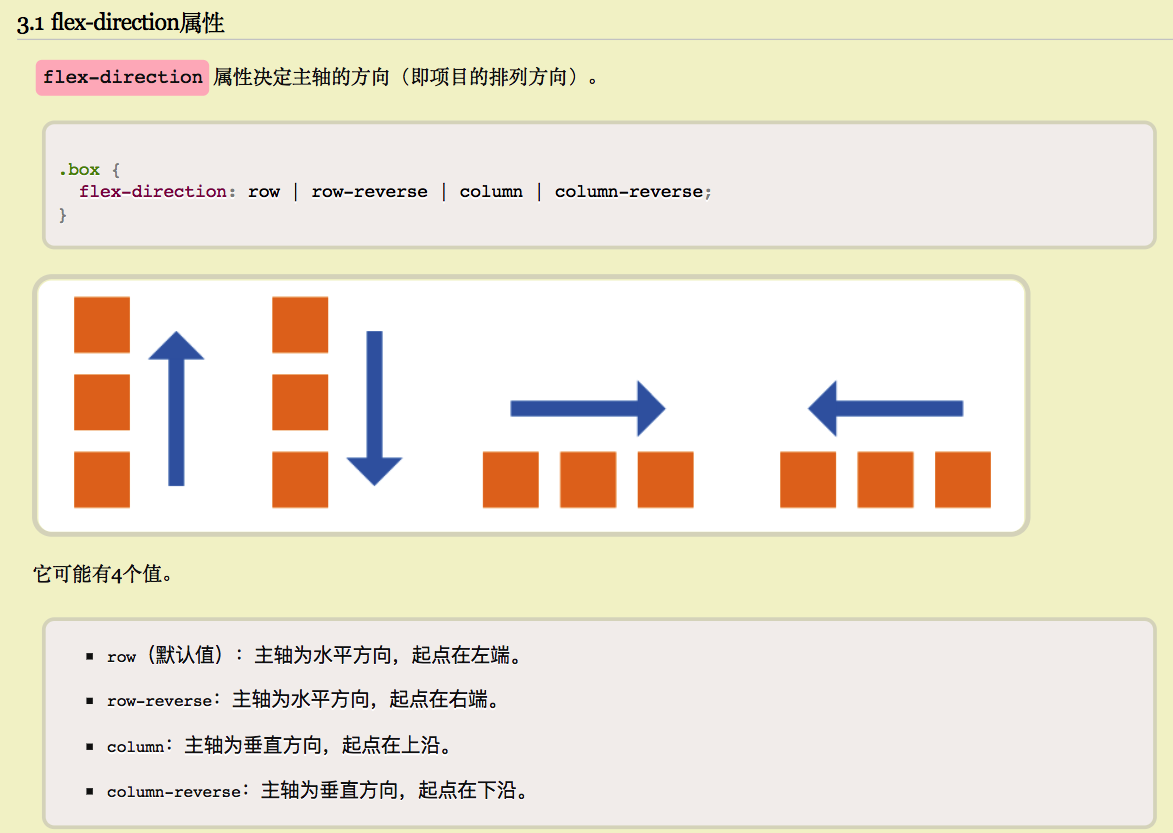 3.1 flex-direction属性
flex-direction 属性决定主轴的方向（即项目的排列方向）。
.box {
  flex-direction: row | row-reverse | column | column-reverse;
}
它可能有4个值。
row（默认值）：主轴为水平方向，起点在左端。
row-reverse：主轴为水平方向，起点在右端。
column：主轴为垂直方向，起点在上沿。
column-reverse：主轴为垂直方向，起点在下沿。